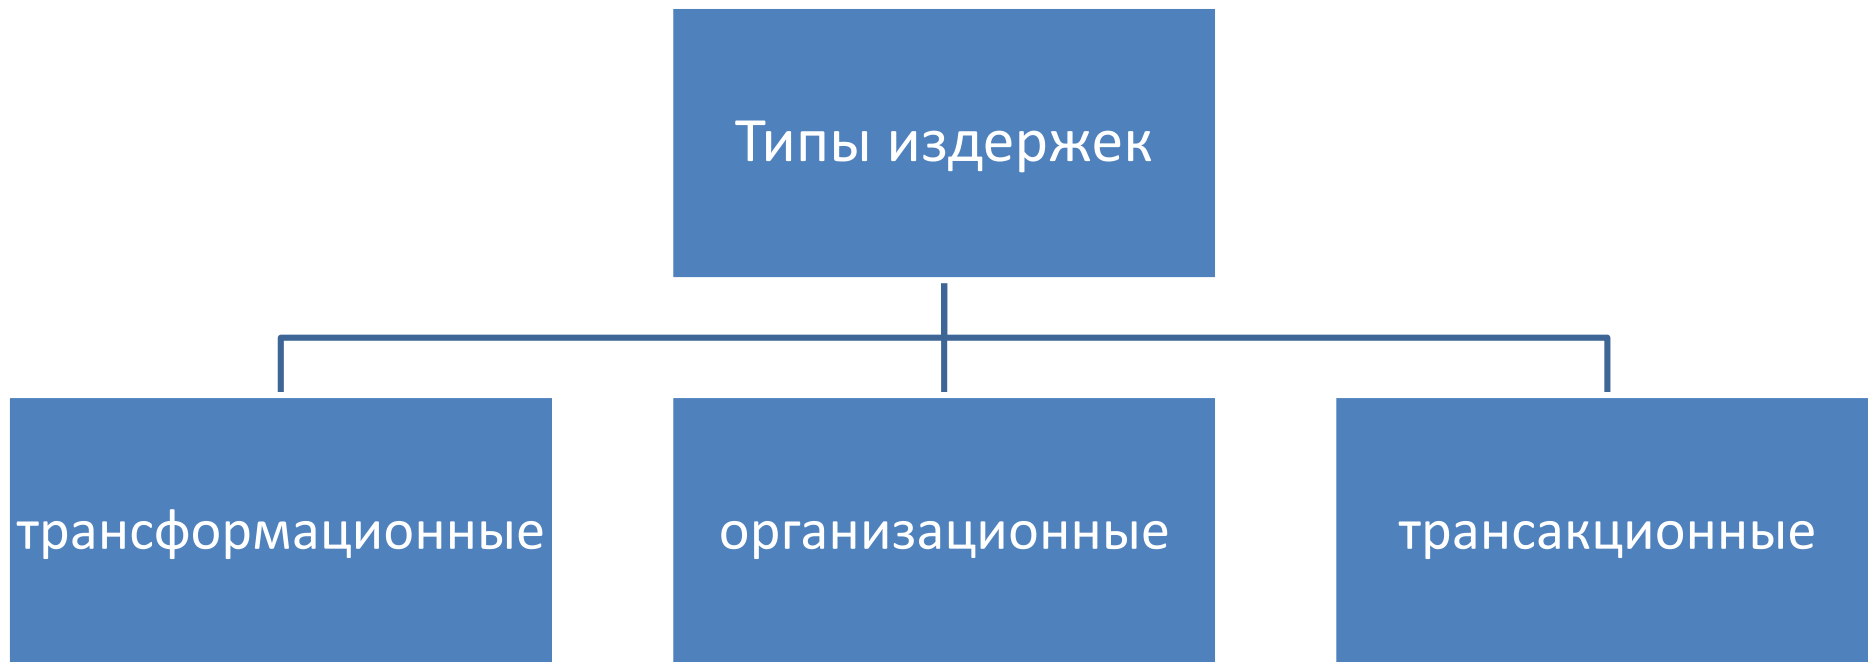 Типы издержек
трансформационные
организационные
трансакционные